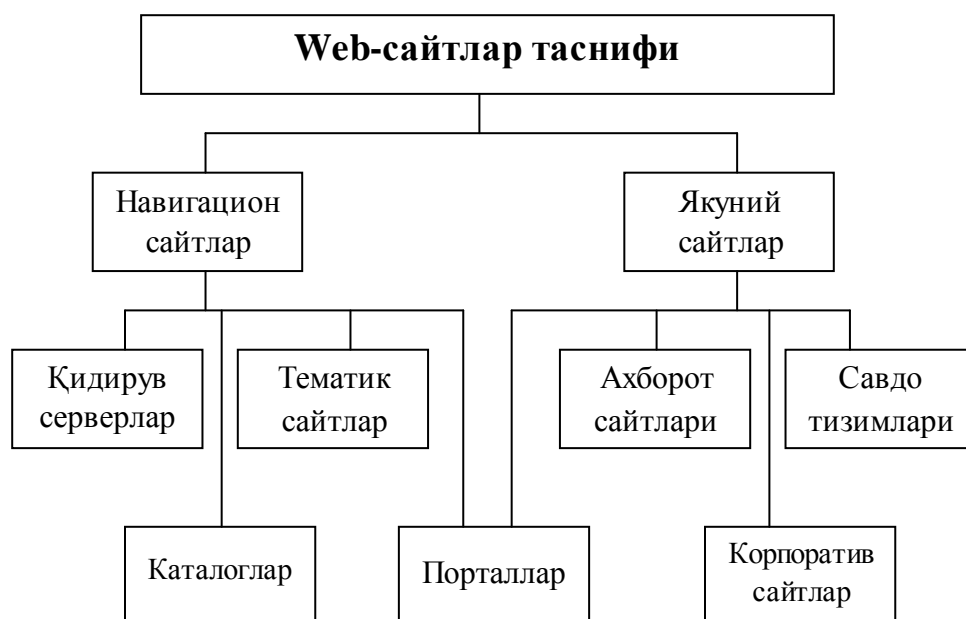 Web-сайтлар таснифи
Навигацион
сайтлар
Якуний
сайтлар
Қидирув
серверлар
Тематик
сайтлар
Ахборот
сайтлари
Савдо
тизимлари
Каталоглар
Порталлар
Корпоратив
сайтлар